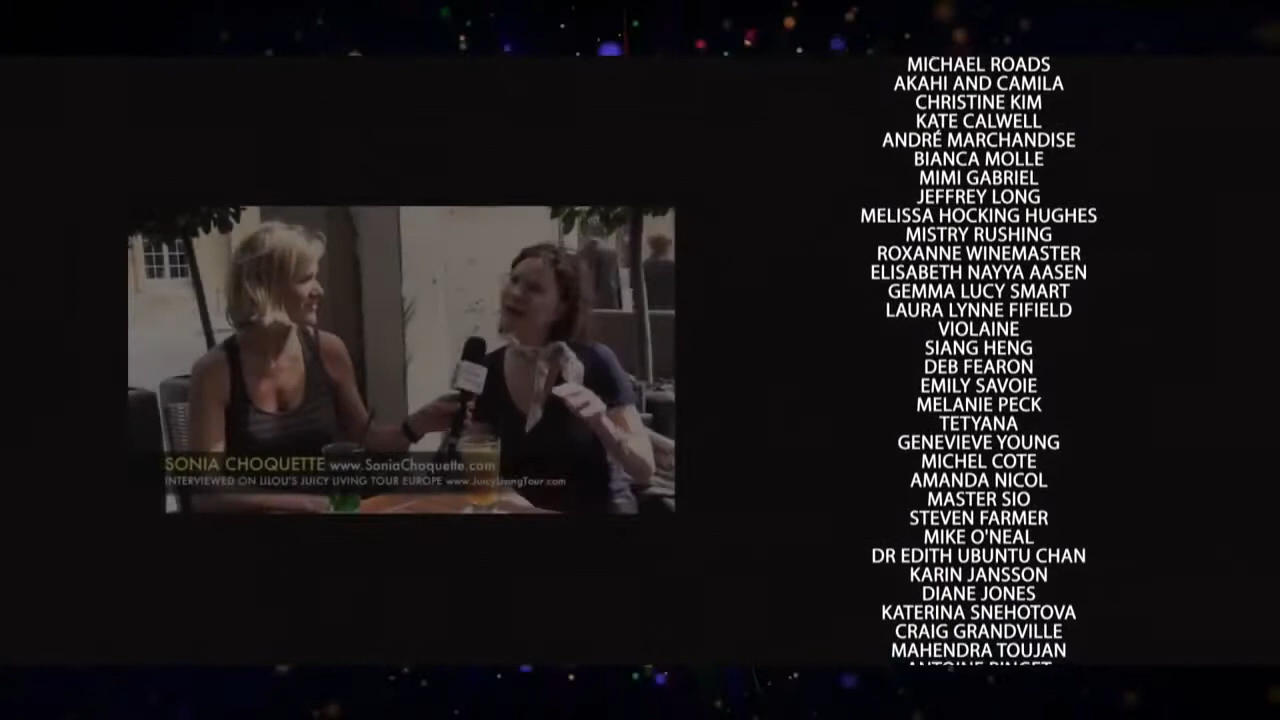 SONIA CHOQUETTE www.SoniaChoquette.com
INTERVIEWED ON LILOU'S JUICY LIVING TOUR EUROPE www.JuicyLivingTour.com
MICHAEL ROADS
AKAHI AND CAMILA
CHRISTINE KIM
KATE CALWELL
ANDRÉ MARCHANDISE
BIANCA MOLLE
MIMI GABRIEL
JEFFREY LONG
MELISSA HOCKING HUGHES
MISTRY RUSHING
ROXANNE WINEMASTER
ELISABETH NAYYA AASEN
GEMMA LUCY SMART
LAURA LYNNE FIFIELD
VIOLAINE
SIANG HENG
DEB FEARON
EMILY SAVOIE
MELANIE PECK
TETYANA
GENEVIEVE YOUNG
MICHEL COTE
AMANDA NICOL
MASTER SIO
STEVEN FARMER
MIKE O'NEAL
DR EDITH UBUNTU CHAN
KARIN JANSSON
DIANE JONES
KATERINA SNEHOTOVA
CRAIG GRANDVILLE
MAHENDRA TOUJAN